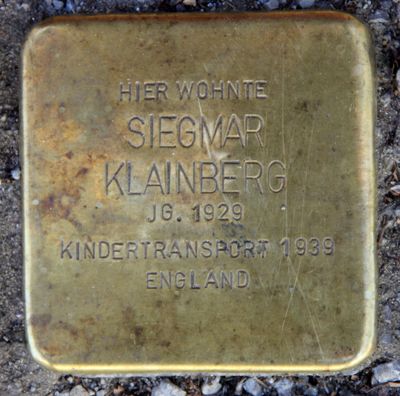 HIER WOHNTE
SIEGMAR
KLAINBERG
JG. 1929
KINDERTRANSPORT 1939
ENGLAND